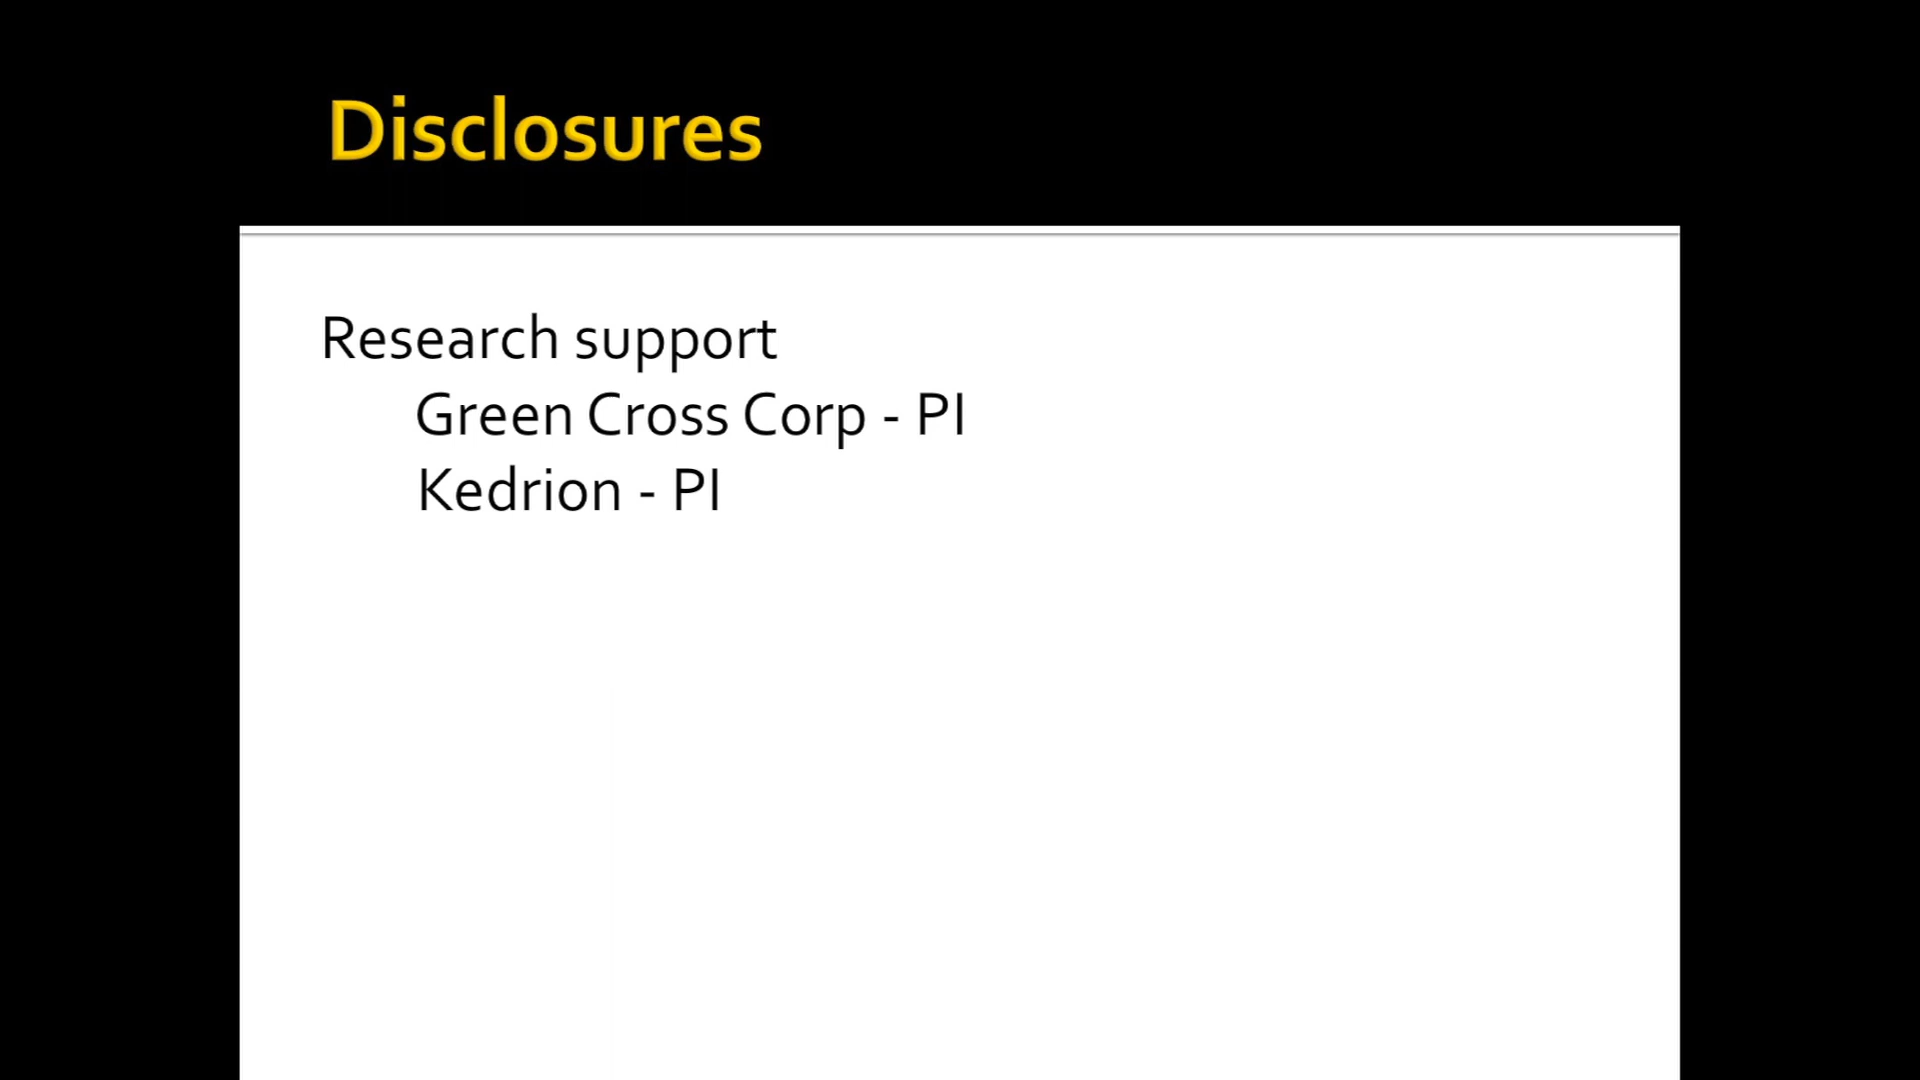 Disclosures
Research support
Green Cross Corp - PI
Kedrion - PI